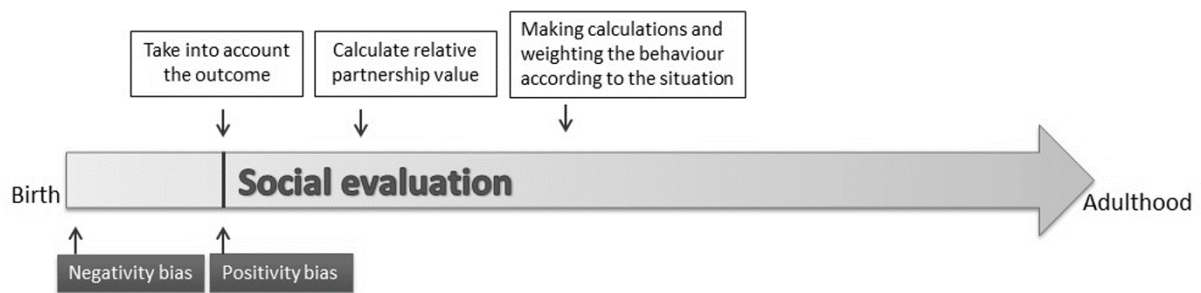 Take into account
the outcome
Calculate relative
partnership value
Making calculations and
weighting the behaviour
according to the situation
Social evaluation
Birth
Adulthood
Negativity bias
Positivity bias